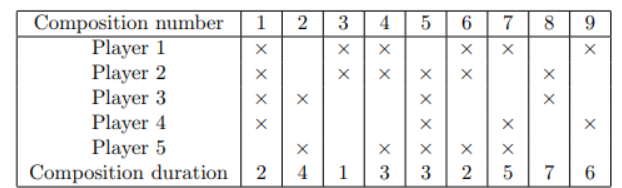 Composition number 1 2 3 4 5 6 7 8 9
Player 1 × × × × × ×
Player 2 × × × × × ×
Player 3 × × × ×
Player 4 × × × ×
Player 5 × × × × ×
Composition duration 2 4 1 3 3 2 5 7 6